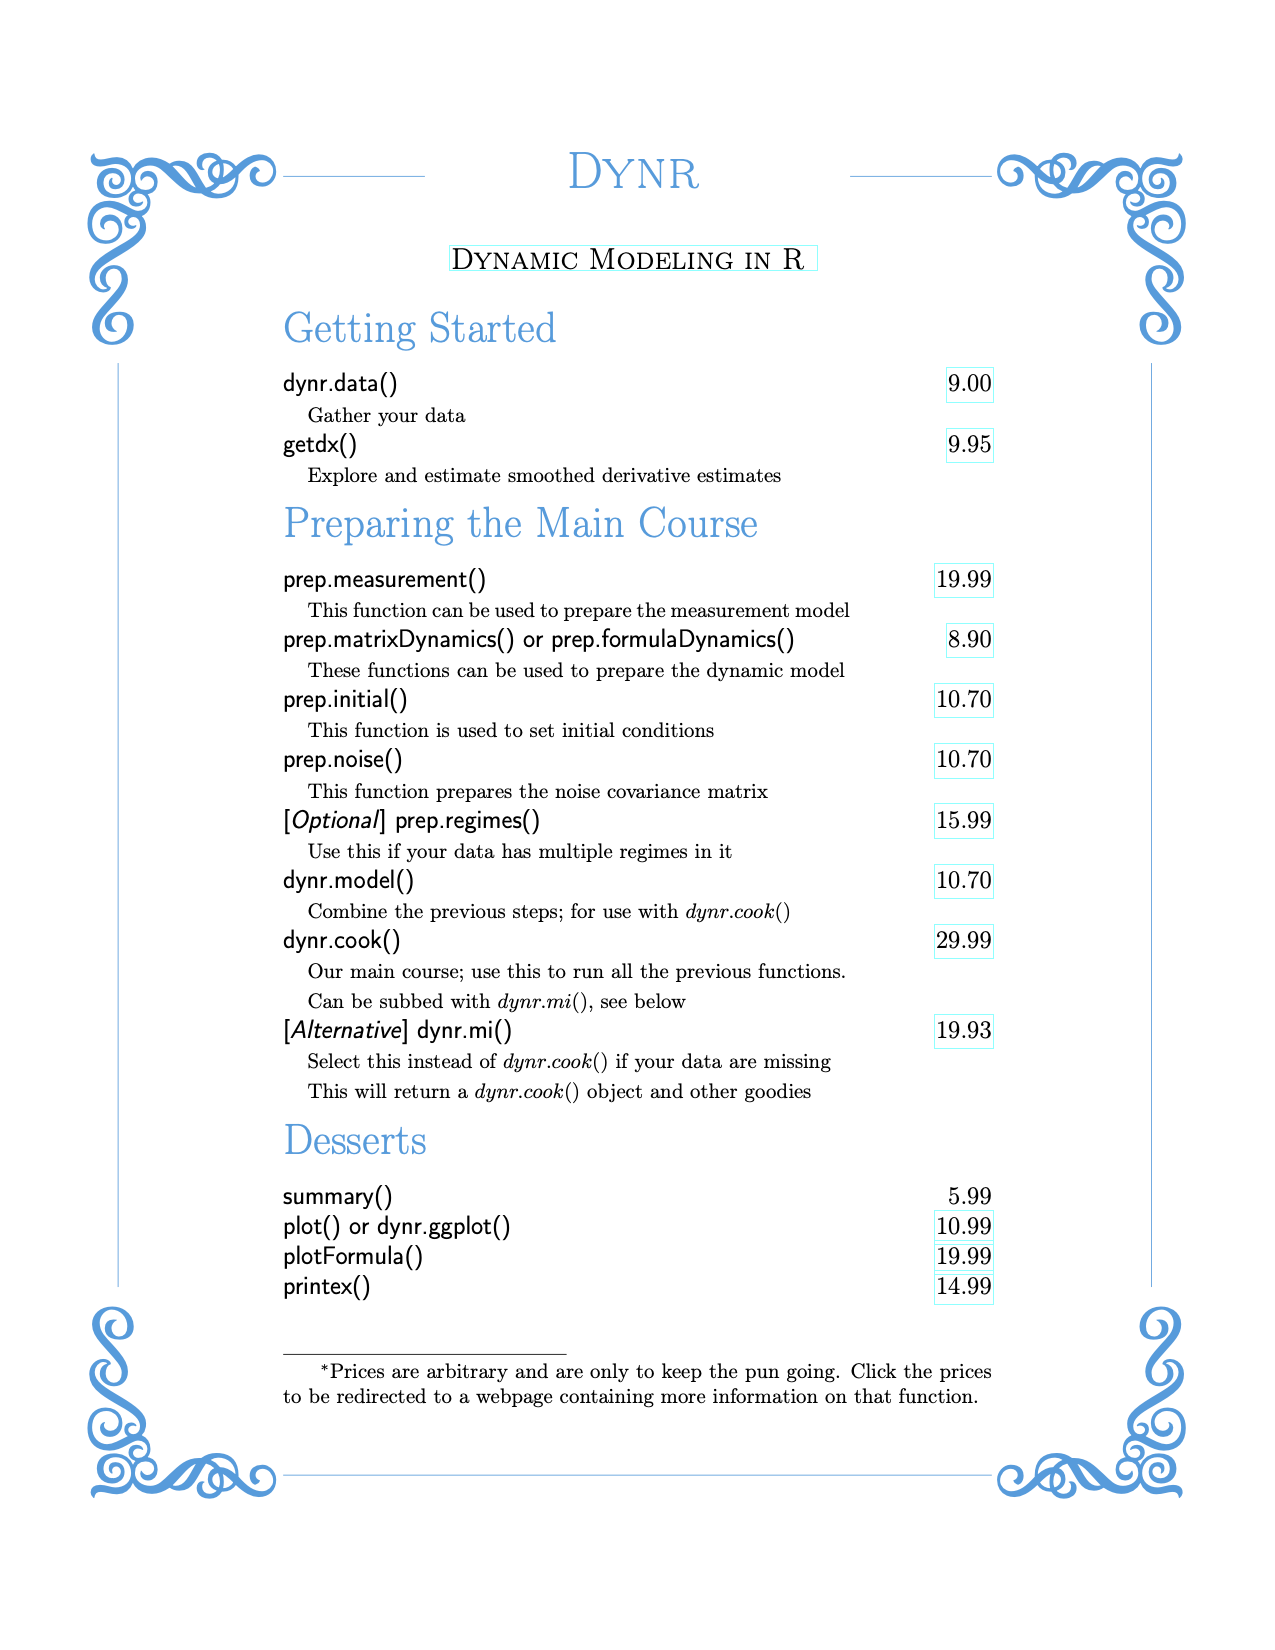 DYNR
DYNAMIC MODELING IN R
Getting Started
dynr.data() 9.00
Gather your data
getdx() 9.95
Explore and estimate smoothed derivative estimates
Preparing the Main Course
prep.measurement() 19.99
This function can be used to prepare the measurement model
prep.matrixDynamics() or prep.formulaDynamics() 8.90
These functions can be used to prepare the dynamic model
prep.initial() 10.70
This function is used to set initial conditions
prep.noise() 10.70
This function prepares the noise covariance matrix
[Optional] prep.regimes() 15.99
Use this if your data has multiple regimes in it
dynr.model() 10.70
Combine the previous steps; for use with dynr.cook()
dynr.cook() 29.99
Our main course; use this to run all the previous functions.
Can be subbed with dynr.mi(), see below
[Alternative] dynr.mi() 19.93
Select this instead of dynr.cook() if your data are missing
This will return a dynr.cook() object and other goodies
Desserts
summary() 5.99
plot() or dynr.ggplot() 10.99
plotFormula() 19.99
printex() 14.99
*Prices are arbitrary and are only to keep the pun going. Click the prices
to be redirected to a webpage containing more information on that function.